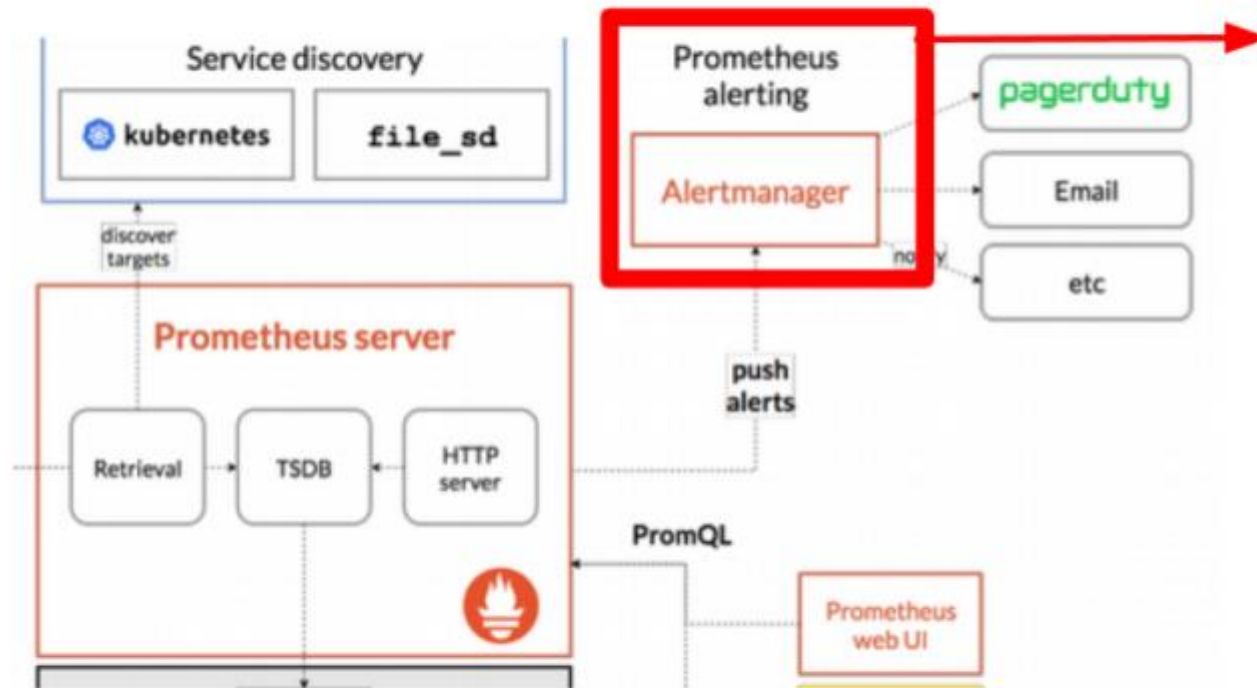 Service discovery
kubernetes
file_sd
discover
targets
Prometheus server
Retrieval
TSDB
HTTP
server
Prometheus
alerting
Alertmanager
pagerduty
Email
etc
push
alerts
PromQL
Prometheus
web UI